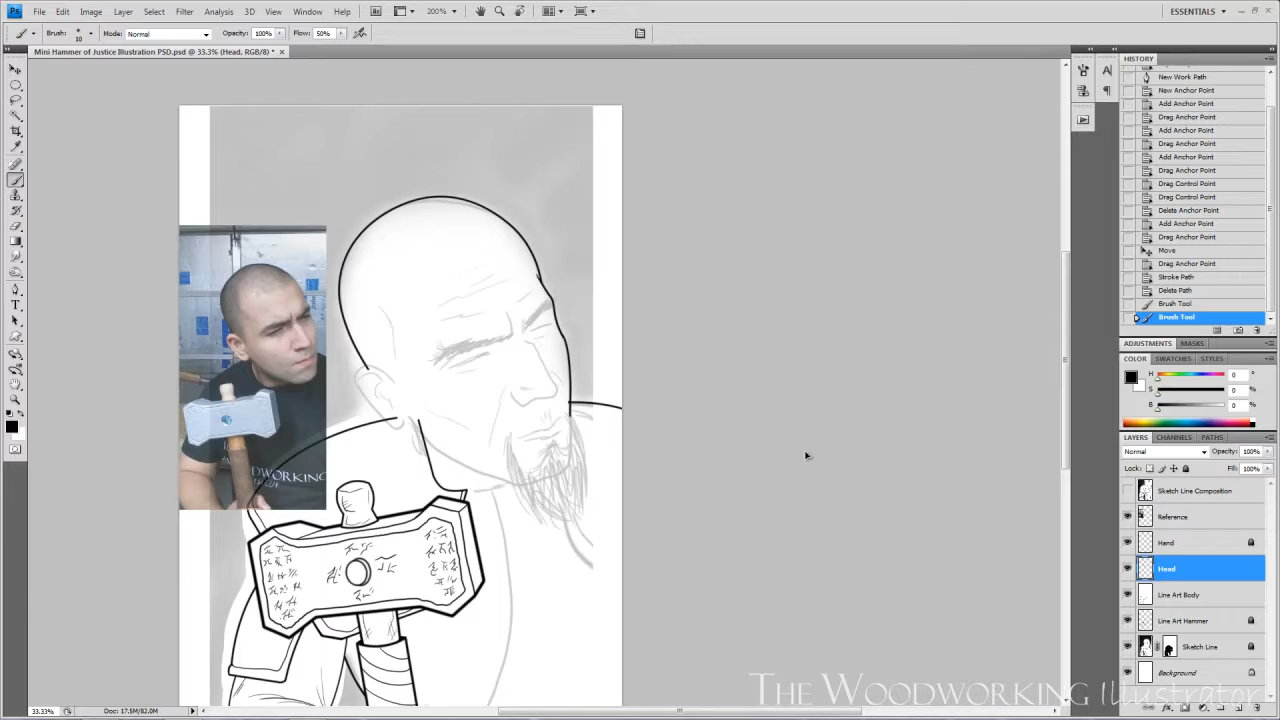 Ps File Edit Image Layer Select Filter Analysis 3D View Window Help 200% ESSENTIALS
Brush: 10 Mode: Normal Opacity: 100% Flow: 50%
Mini Hammer of Justice Illustration PSD.psd @ 33.3% (Head, RGB/8) *
HISTORY
New Work Path
New Anchor Point
Add Anchor Point
Drag Anchor Point
Add Anchor Point
Drag Anchor Point
Add Anchor Point
Drag Anchor Point
Drag Control Point
Drag Control Point
Delete Anchor Point
Add Anchor Point
Drag Anchor Point
Move
Drag Anchor Point
Stroke Path
Delete Path
Brush Tool
Brush Tool
ADJUSTMENTS MASKS
COLOR SWATCHES STYLES
H 0 °
S 0 %
B 0 %
LAYERS CHANNELS PATHS
Normal Opacity: 100%
Lock: Fill: 100%
Sketch Line Composition
Reference
Hand
Head
Line Art Body
Line Art Hammer
Sketch Line
Background
WOODWORKING
THE WOODWORKING Illustrator
33.33% Doc: 17.5M/82.0M